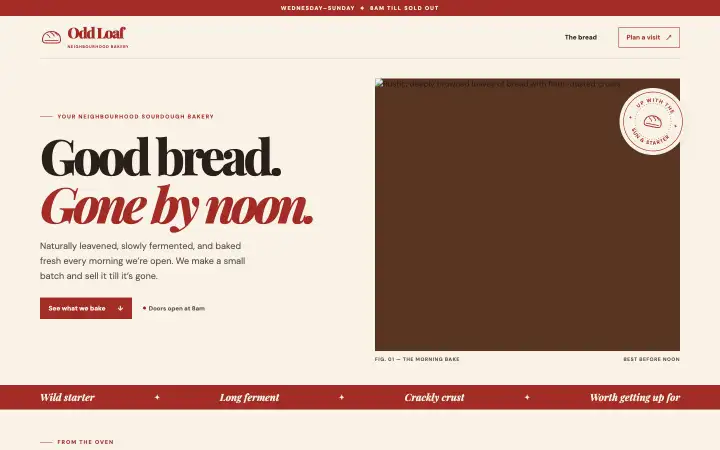 WEDNESDAY–SUNDAY ✦ 8AM TILL SOLD OUT
Odd Loaf
NEIGHBOURHOOD BAKERY
The bread
Plan a visit ↗
YOUR NEIGHBOURHOOD SOURDOUGH BAKERY
Good bread.
Gone by noon.
Naturally leavened, slowly fermented, and baked
fresh every morning we're open. We make a small
batch and sell it till it's gone.
See what we bake ↓
Doors open at 8am
UP WITH THE
SUN & STARTER
FIG. 01 — THE MORNING BAKE
BEST BEFORE NOON
Wild starter ✦ Long ferment ✦ Crackly crust ✦ Worth getting up for
FROM THE OVEN